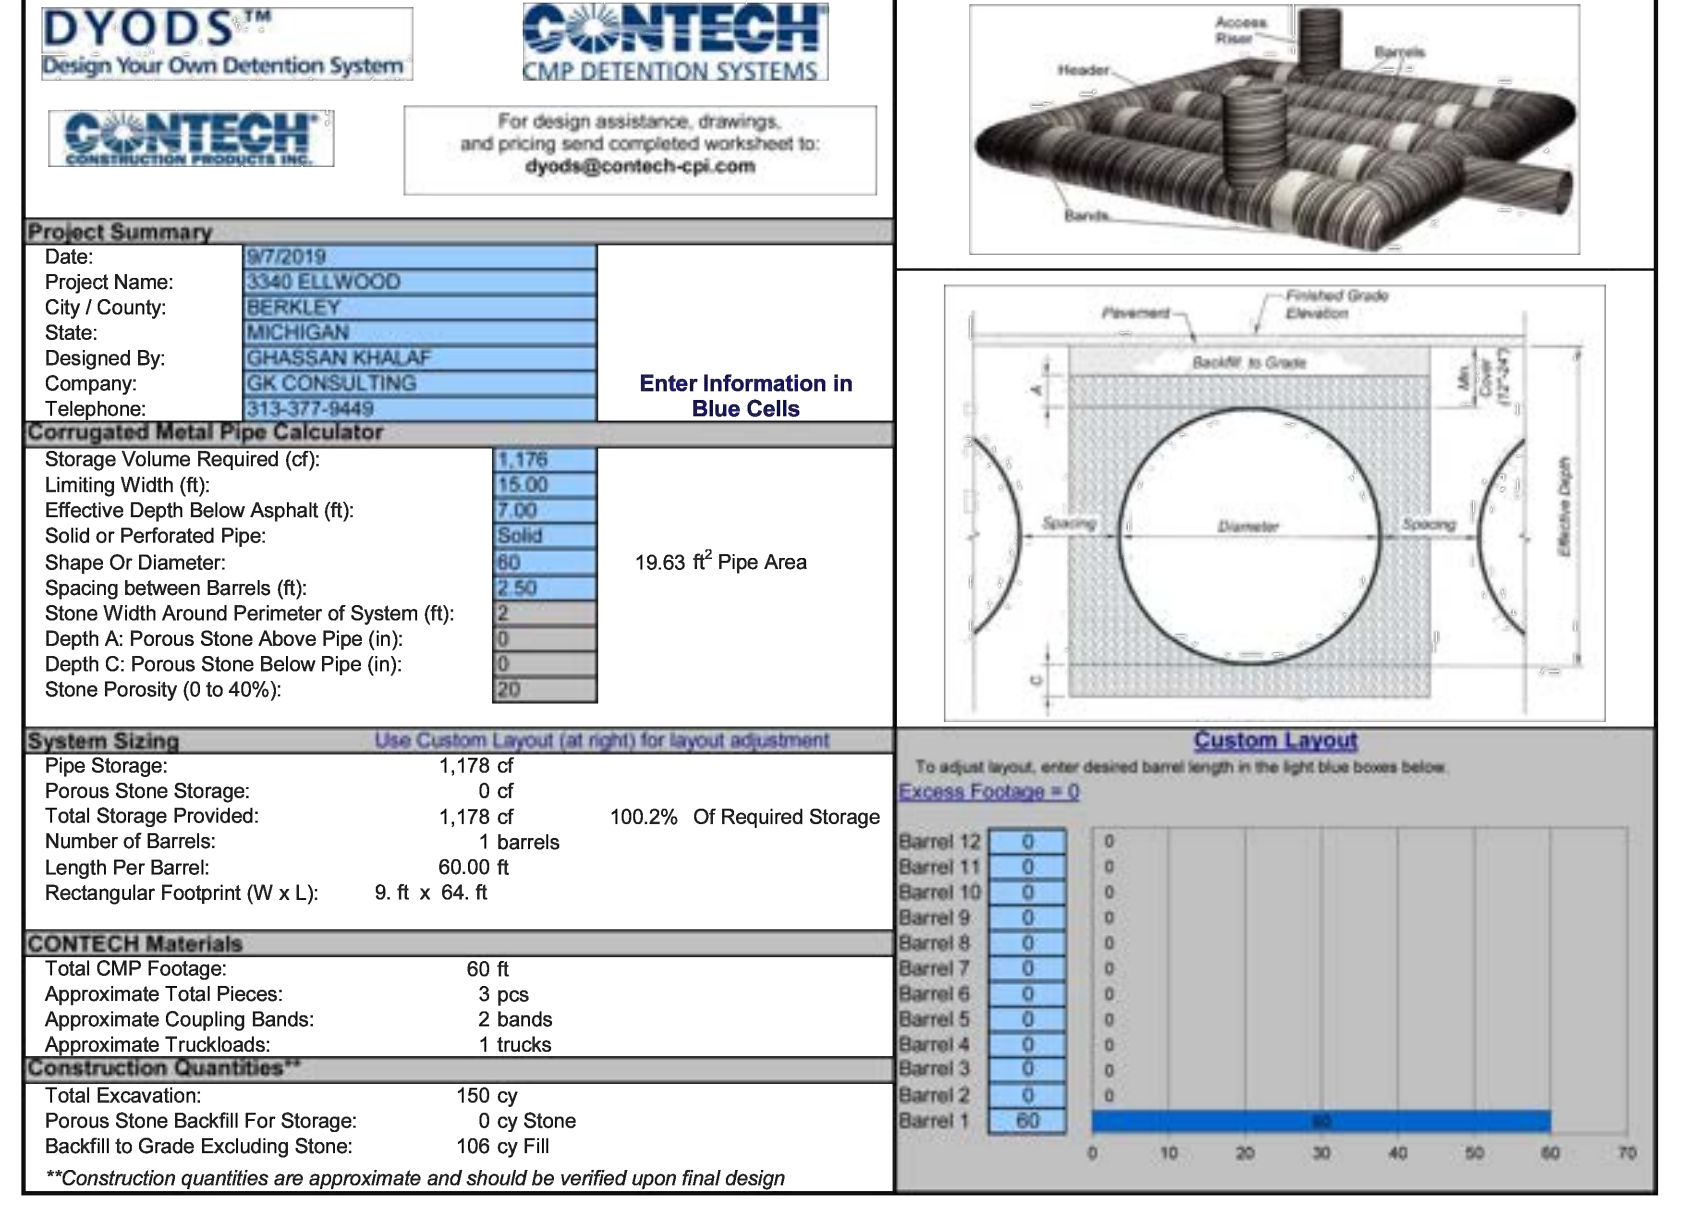 DYODS™
Design Your Own Detention System
CONTECH®
CMP DETENTION SYSTEMS
CONTECH®
CONSTRUCTION PRODUCTS INC.
For design assistance, drawings,
and pricing send completed worksheet to:
dyods@contech-cpi.com
Access
Riser
Barrels
Header
Bands
Project Summary
Date: 9/7/2019
Project Name: 3340 ELLWOOD
City / County: BERKLEY
State: MICHIGAN
Designed By: GHASSAN KHALAF
Company: GK CONSULTING
Telephone: 313-377-9449
Enter Information in
Blue Cells
Corrugated Metal Pipe Calculator
Storage Volume Required (cf): 1,176
Limiting Width (ft): 15.00
Effective Depth Below Asphalt (ft): 7.00
Solid or Perforated Pipe: Solid
Shape Or Diameter: 60 19.63 ft² Pipe Area
Spacing between Barrels (ft): 2.50
Stone Width Around Perimeter of System (ft): 2
Depth A: Porous Stone Above Pipe (in): 0
Depth C: Porous Stone Below Pipe (in): 0
Stone Porosity (0 to 40%): 20
Finished Grade
Elevation
Pavement
Backfill to Grade
A
Min.
Cover
(12"-24")
Spacing
Diameter
Spacing
Effective Depth
C
System Sizing Use Custom Layout (at right) for layout adjustment
Pipe Storage: 1,178 cf
Porous Stone Storage: 0 cf
Total Storage Provided: 1,178 cf 100.2% Of Required Storage
Number of Barrels: 1 barrels
Length Per Barrel: 60.00 ft
Rectangular Footprint (W x L): 9. ft x 64. ft
CONTECH Materials
Total CMP Footage: 60 ft
Approximate Total Pieces: 3 pcs
Approximate Coupling Bands: 2 bands
Approximate Truckloads: 1 trucks
Construction Quantities**
Total Excavation: 150 cy
Porous Stone Backfill For Storage: 0 cy Stone
Backfill to Grade Excluding Stone: 106 cy Fill
**Construction quantities are approximate and should be verified upon final design
Custom Layout
To adjust layout, enter desired barrel length in the light blue boxes below.
Excess Footage = 0
Barrel 12 0 0
Barrel 11 0 0
Barrel 10 0 0
Barrel 9 0 0
Barrel 8 0 0
Barrel 7 0 0
Barrel 6 0 0
Barrel 5 0 0
Barrel 4 0 0
Barrel 3 0 0
Barrel 2 0 0
Barrel 1 60 60
0 10 20 30 40 50 60 70